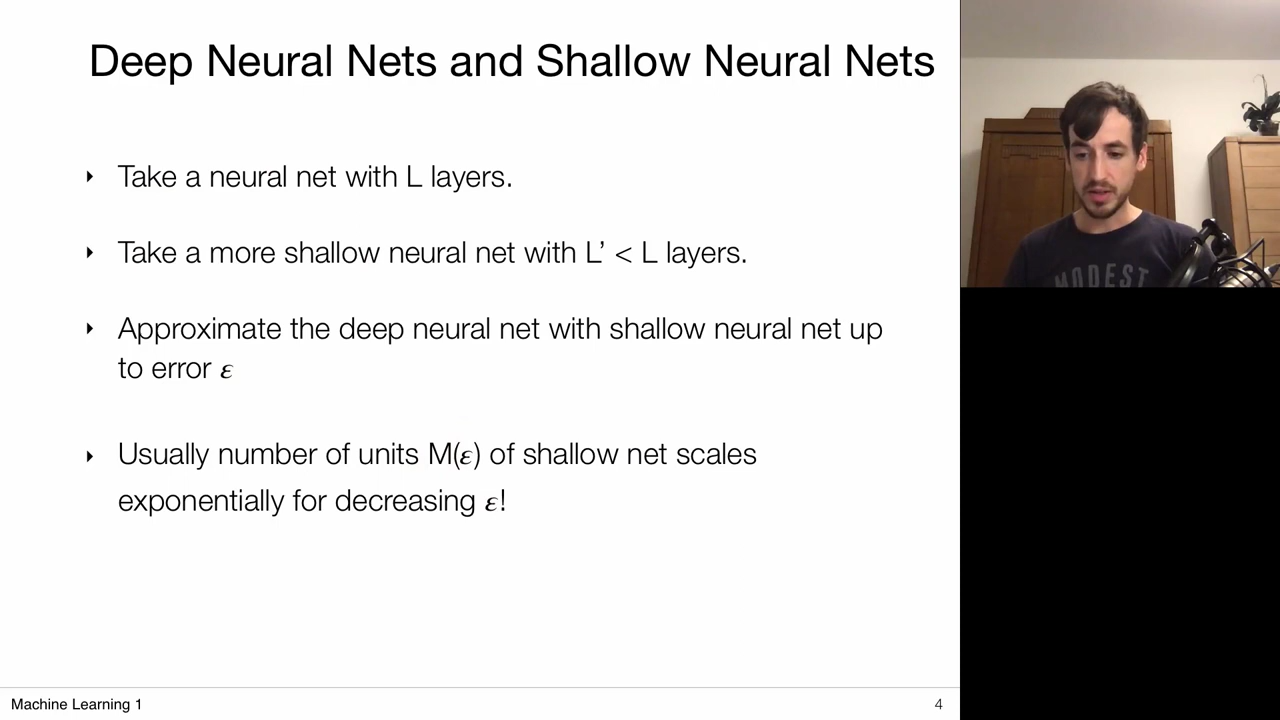 Deep Neural Nets and Shallow Neural Nets
‣ Take a neural net with L layers.
‣ Take a more shallow neural net with L’ < L layers.
‣ Approximate the deep neural net with shallow neural net up
to error ε
‣ Usually number of units M(ε) of shallow net scales
exponentially for decreasing ε!
Machine Learning 1
4
MODEST